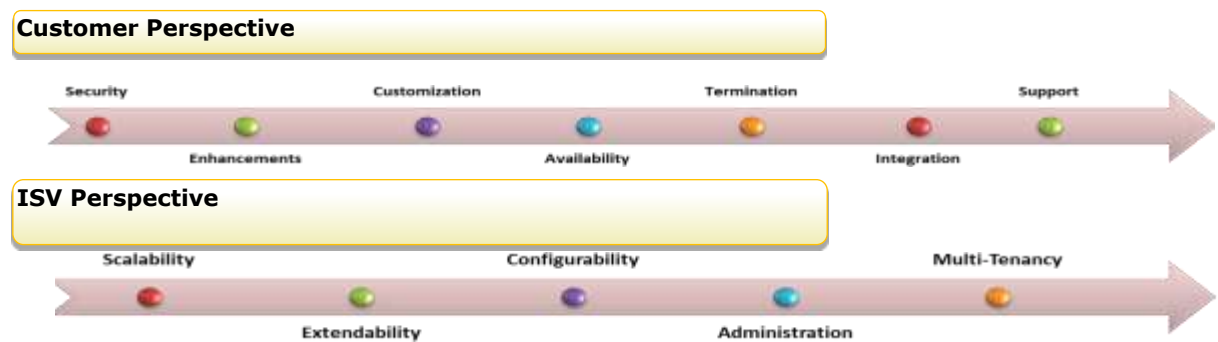 Customer Perspective
Security Customization Termination Support
Enhancements Availability Integration
ISV Perspective
Scalability Configurability Multi-Tenancy
Extendability Administration